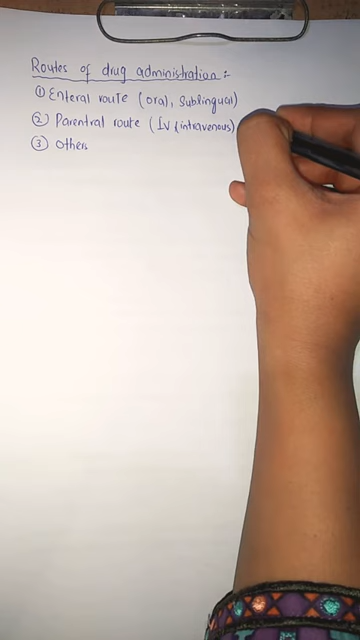 Routes of drug administration :-
① Enteral route (oral, sublingual)
② Parentral route (IV (intravenous)
③ Others